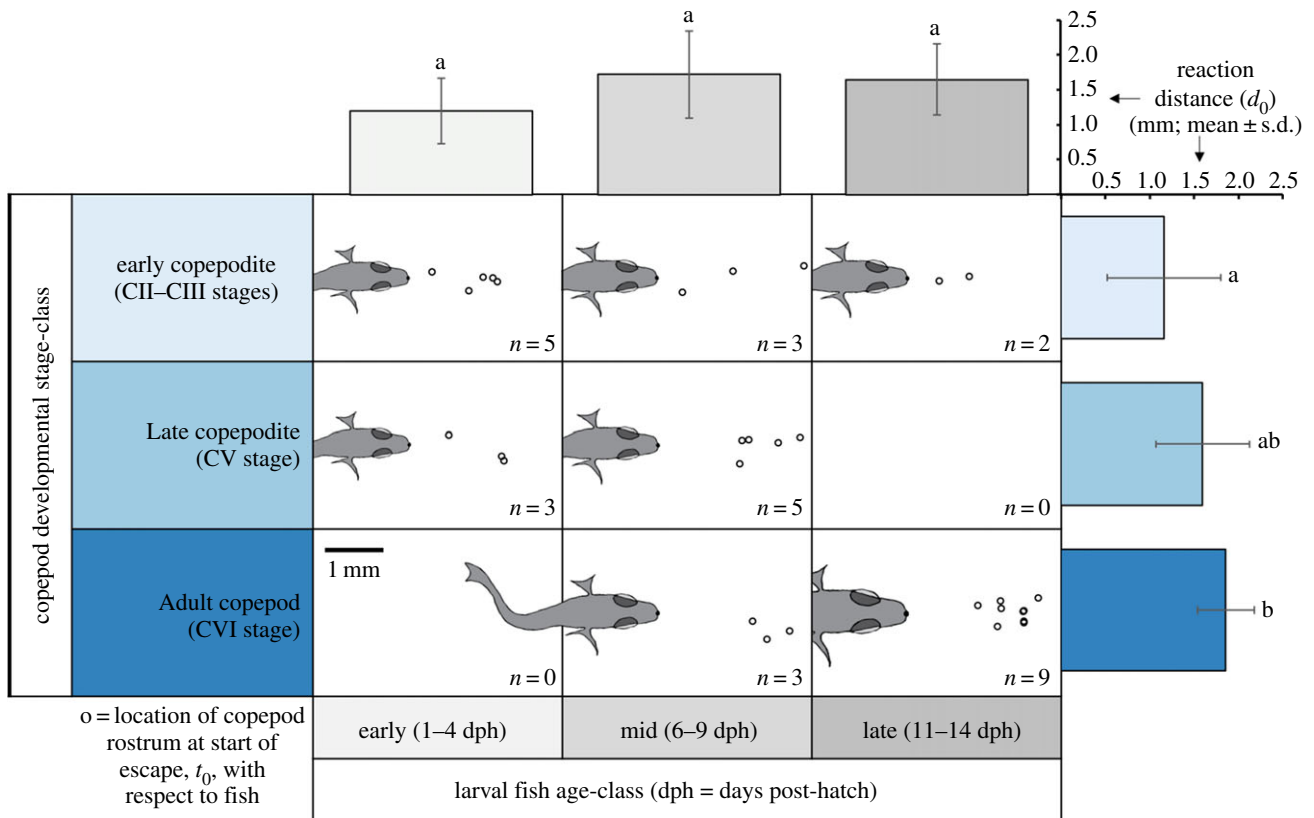 a
a
a
2.5
2.0
1.5
1.0
0.5
reaction
distance (d0)
(mm; mean ± s.d.)
0.5 1.0 1.5 2.0 2.5
copepod developmental stage-class
early copepodite
(CII–CIII stages)
n = 5
n = 3
n = 2
a
Late copepodite
(CV stage)
n = 3
n = 5
n = 0
ab
Adult copepod
(CVI stage)
1 mm
n = 0
n = 3
n = 9
b
o = location of copepod
rostrum at start of
escape, t0, with
respect to fish
early (1–4 dph)
mid (6–9 dph)
late (11–14 dph)
larval fish age-class (dph = days post-hatch)